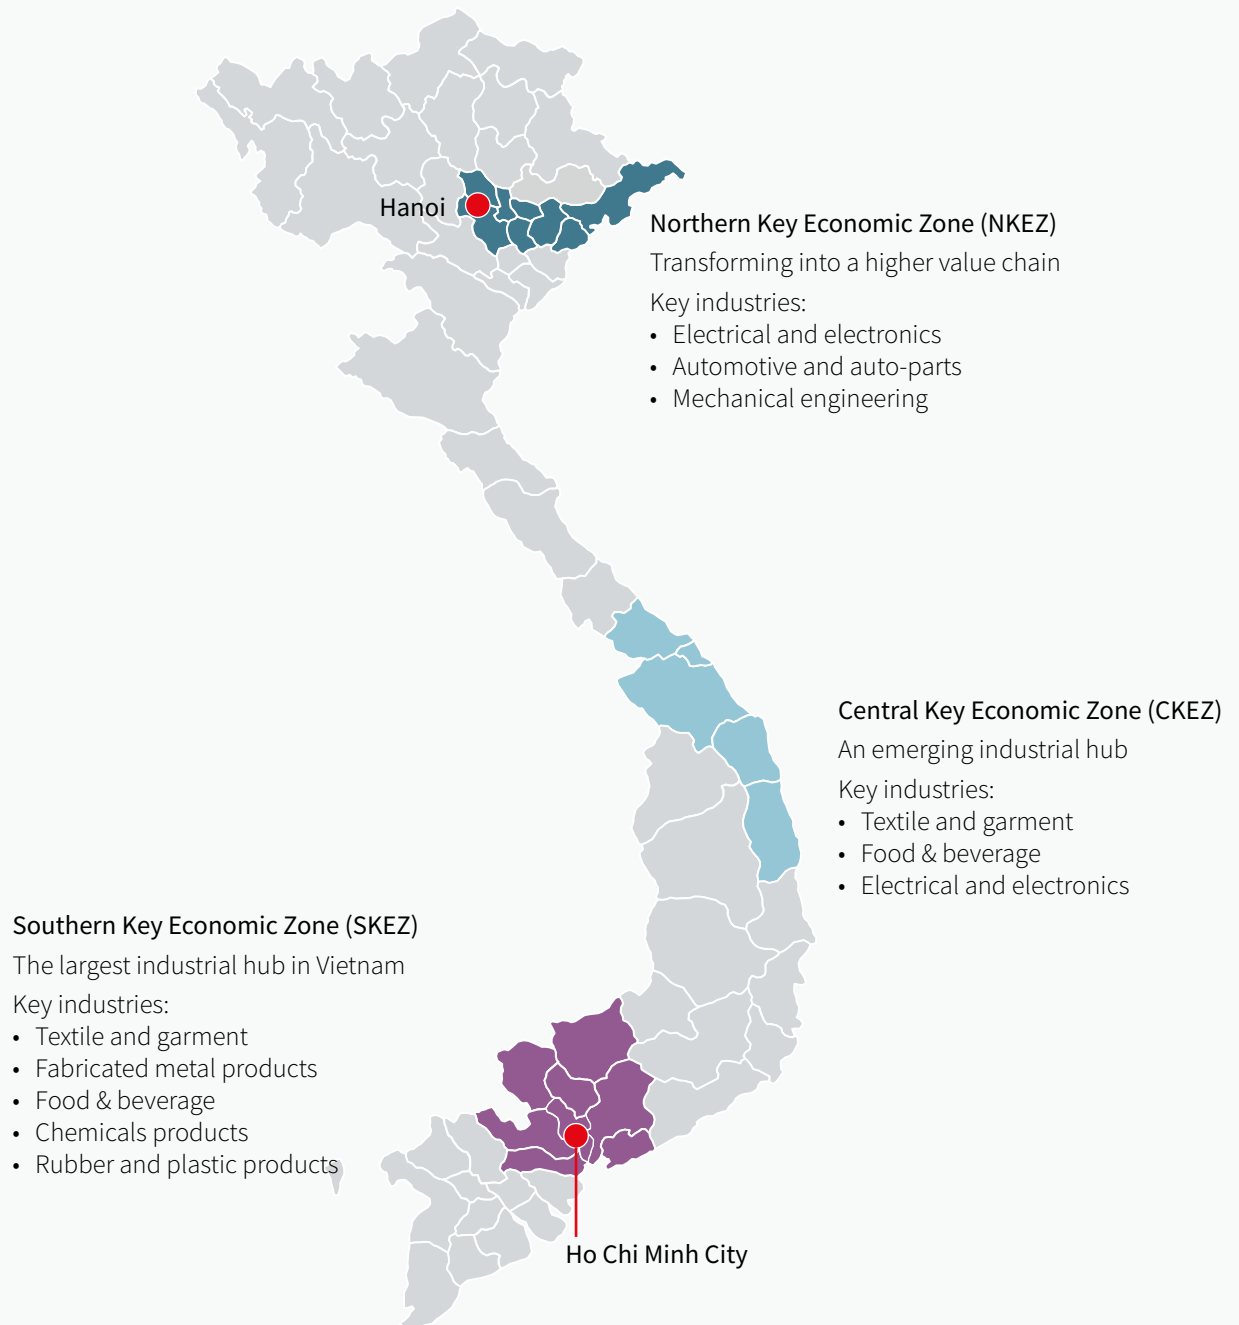 Hanoi
Northern Key Economic Zone (NKEZ)
Transforming into a higher value chain
Key industries:
• Electrical and electronics
• Automotive and auto-parts
• Mechanical engineering
Central Key Economic Zone (CKEZ)
An emerging industrial hub
Key industries:
• Textile and garment
• Food & beverage
• Electrical and electronics
Southern Key Economic Zone (SKEZ)
The largest industrial hub in Vietnam
Key industries:
• Textile and garment
• Fabricated metal products
• Food & beverage
• Chemicals products
• Rubber and plastic products
Ho Chi Minh City